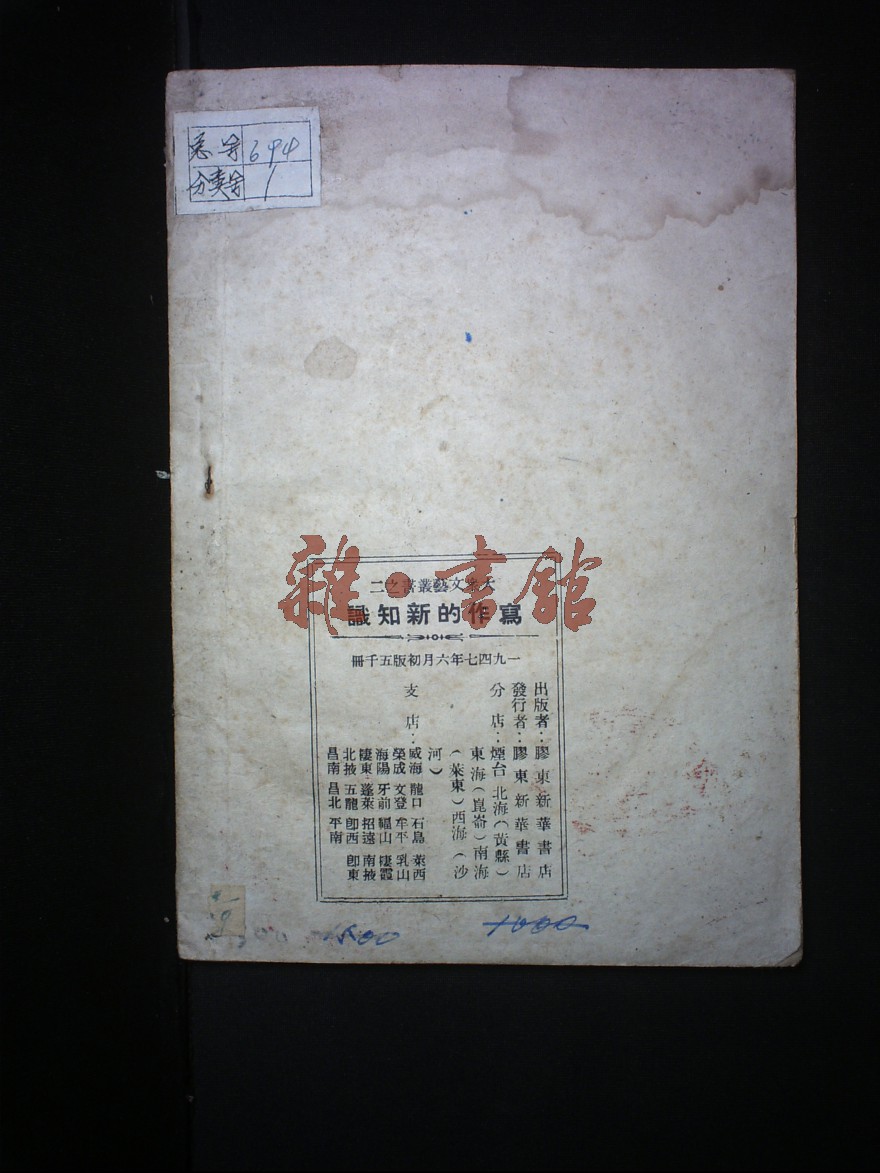 总号 694
分类号 1
大衆文藝叢書之二
寫作的新知識
雜·書館
一九四七年六月初版五千冊
出版者：膠東新華書店
發行者：膠東新華書店
分店：煙台 北海（黃縣）
東海（崑崙）南海
（萊東）西海（沙
河）
支店：威海 龍口 石島 萊西
榮成 文登 牟平 乳山
海陽 牙前 福山 棲霞
棲東 蓬萊 招遠 南掖
北掖 五龍 卽西 卽東
昌南 昌北 平南
500
1000